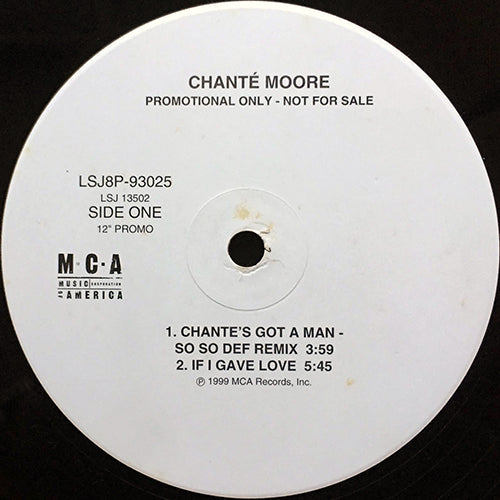 CHANTÉ MOORE
PROMOTIONAL ONLY - NOT FOR SALE
LSJ8P-93025
LSJ 13502
SIDE ONE
12" PROMO
M·C·A
MUSIC CORPORATION
OF AMERICA
1. CHANTE'S GOT A MAN -
SO SO DEF REMIX 3:59
2. IF I GAVE LOVE 5:45
℗ 1999 MCA Records, Inc.